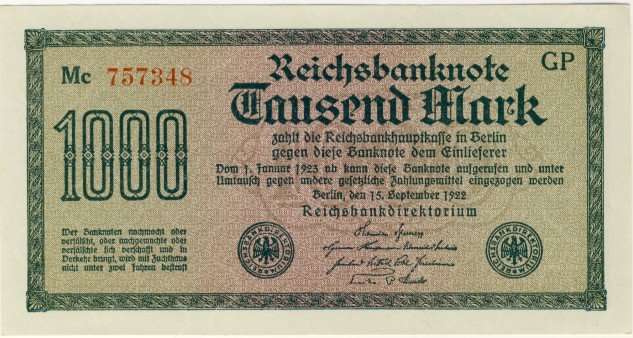 Mc 757348
GP
Reichsbanknote
Tausend Mark
1000
zahlt die Reichsbankhauptkasse in Berlin
gegen diese Banknote dem Einlieferer
Vom 1. Januar 1923 ab kann diese Banknote aufgerufen und unter
Umtausch gegen andere gesetzliche Zahlungsmittel eingezogen werden
Berlin, den 15. September 1922
Reichsbankdirektorium
Wer Banknoten nachmacht oder
verfälscht, oder nachgemachte oder
verfälschte sich verschafft und in
Verkehr bringt, wird mit Zuchthaus
nicht unter zwei Jahren bestraft
REICHSBANKDIREKTORIUM
REICHSBANKDIREKTORIUM